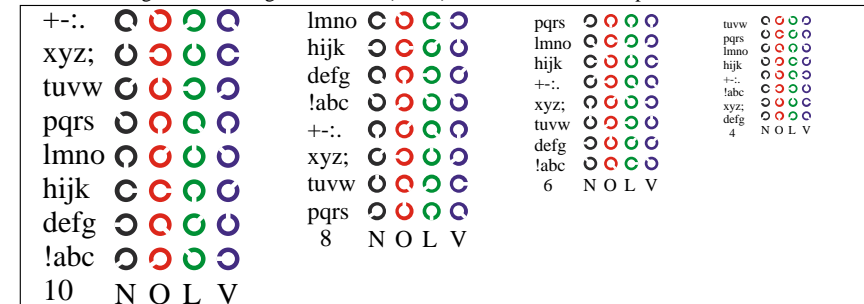 +-:.
xyz;
tuvw
pqrs
lmno
hijk
defg
!abc
10 N O L V
lmno
hijk
defg
!abc
+-:.
xyz;
tuvw
pqrs
8 N O L V
pqrs
lmno
hijk
+-:.
xyz;
tuvw
defg
!abc
6 N O L V
tuvw
pqrs
lmno
hijk
+-:.
!abc
xyz;
defg
4 N O L V